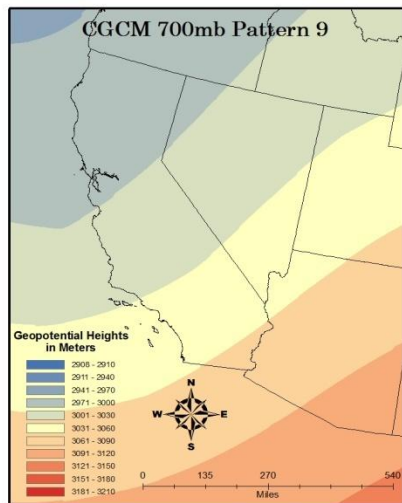 CGCM 700mb Pattern 9
Geopotential Heights
in Meters
2908 - 2910
2911 - 2940
2941 - 2970
2971 - 3000
3001 - 3030
3031 - 3060
3061 - 3090
3091 - 3120
3121 - 3150
3151 - 3180
3181 - 3210
N
W E
S
0 135 270 540
Miles